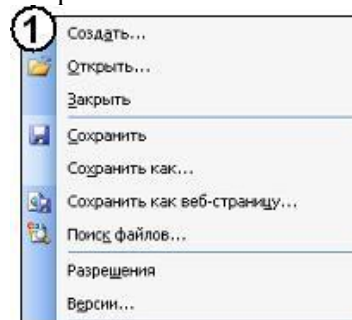 1
Создать...
Открыть...
Закрыть
Сохранить
Сохранить как...
Сохранить как веб-страницу...
Поиск файлов...
Разрешения
Версии...